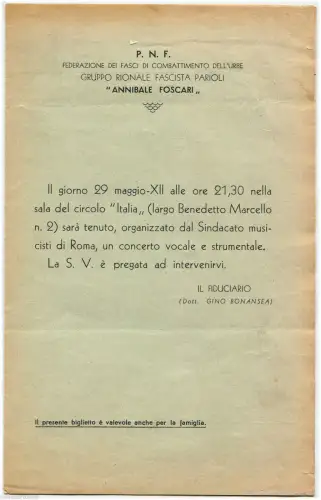 P. N. F.
FEDERAZIONE DEI FASCI DI COMBATTIMENTO DELL'URBE
GRUPPO RIONALE FASCISTA PARIOLI
"ANNIBALE FOSCARI„
Il giorno 29 maggio-XII alle ore 21,30 nella
sala del circolo "Italia„ (largo Benedetto Marcello
n. 2) sarà tenuto, organizzato dal Sindacato musi-
cisti di Roma, un concerto vocale e strumentale.
La S. V. è pregata ad intervenirvi.
IL FIDUCIARIO
(Dott. GINO BONANSEA)
Il presente biglietto è valevole anche per la famiglia.